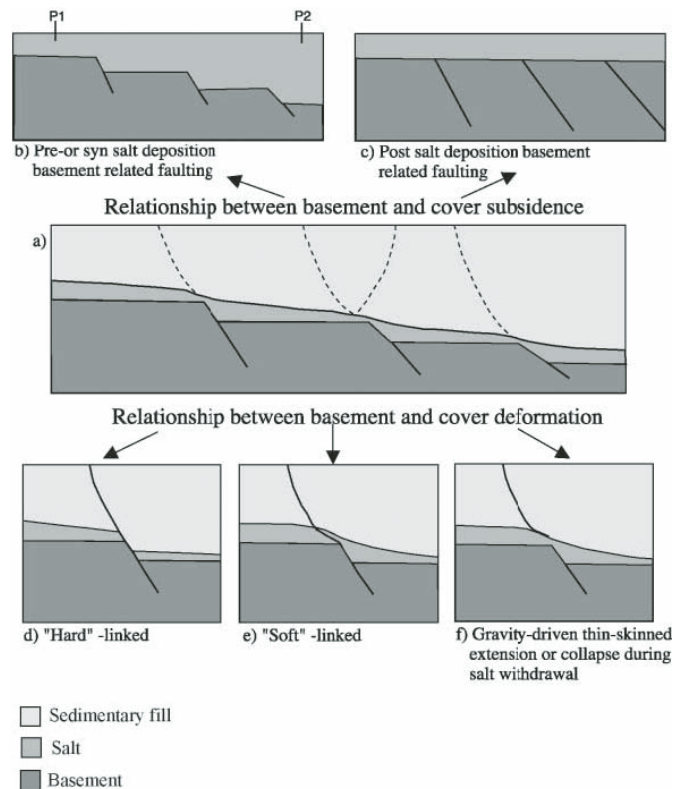 P1
P2
b) Pre-or syn salt deposition
basement related faulting
c) Post salt deposition basement
related faulting
Relationship between basement and cover subsidence
a)
Relationship between basement and cover deformation
d) "Hard" -linked
e) "Soft" -linked
f) Gravity-driven thin-skinned
extension or collapse during
salt withdrawal
Sedimentary fill
Salt
Basement